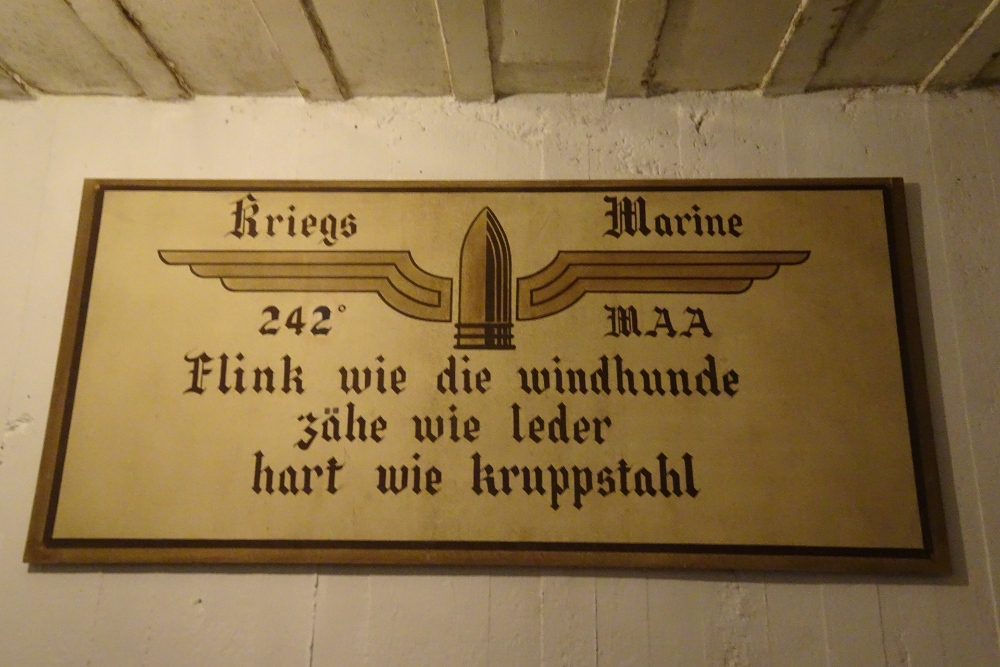 Kriegs Marine
242° MAA
Flink wie die windhunde
zähe wie leder
hart wie kruppstahl